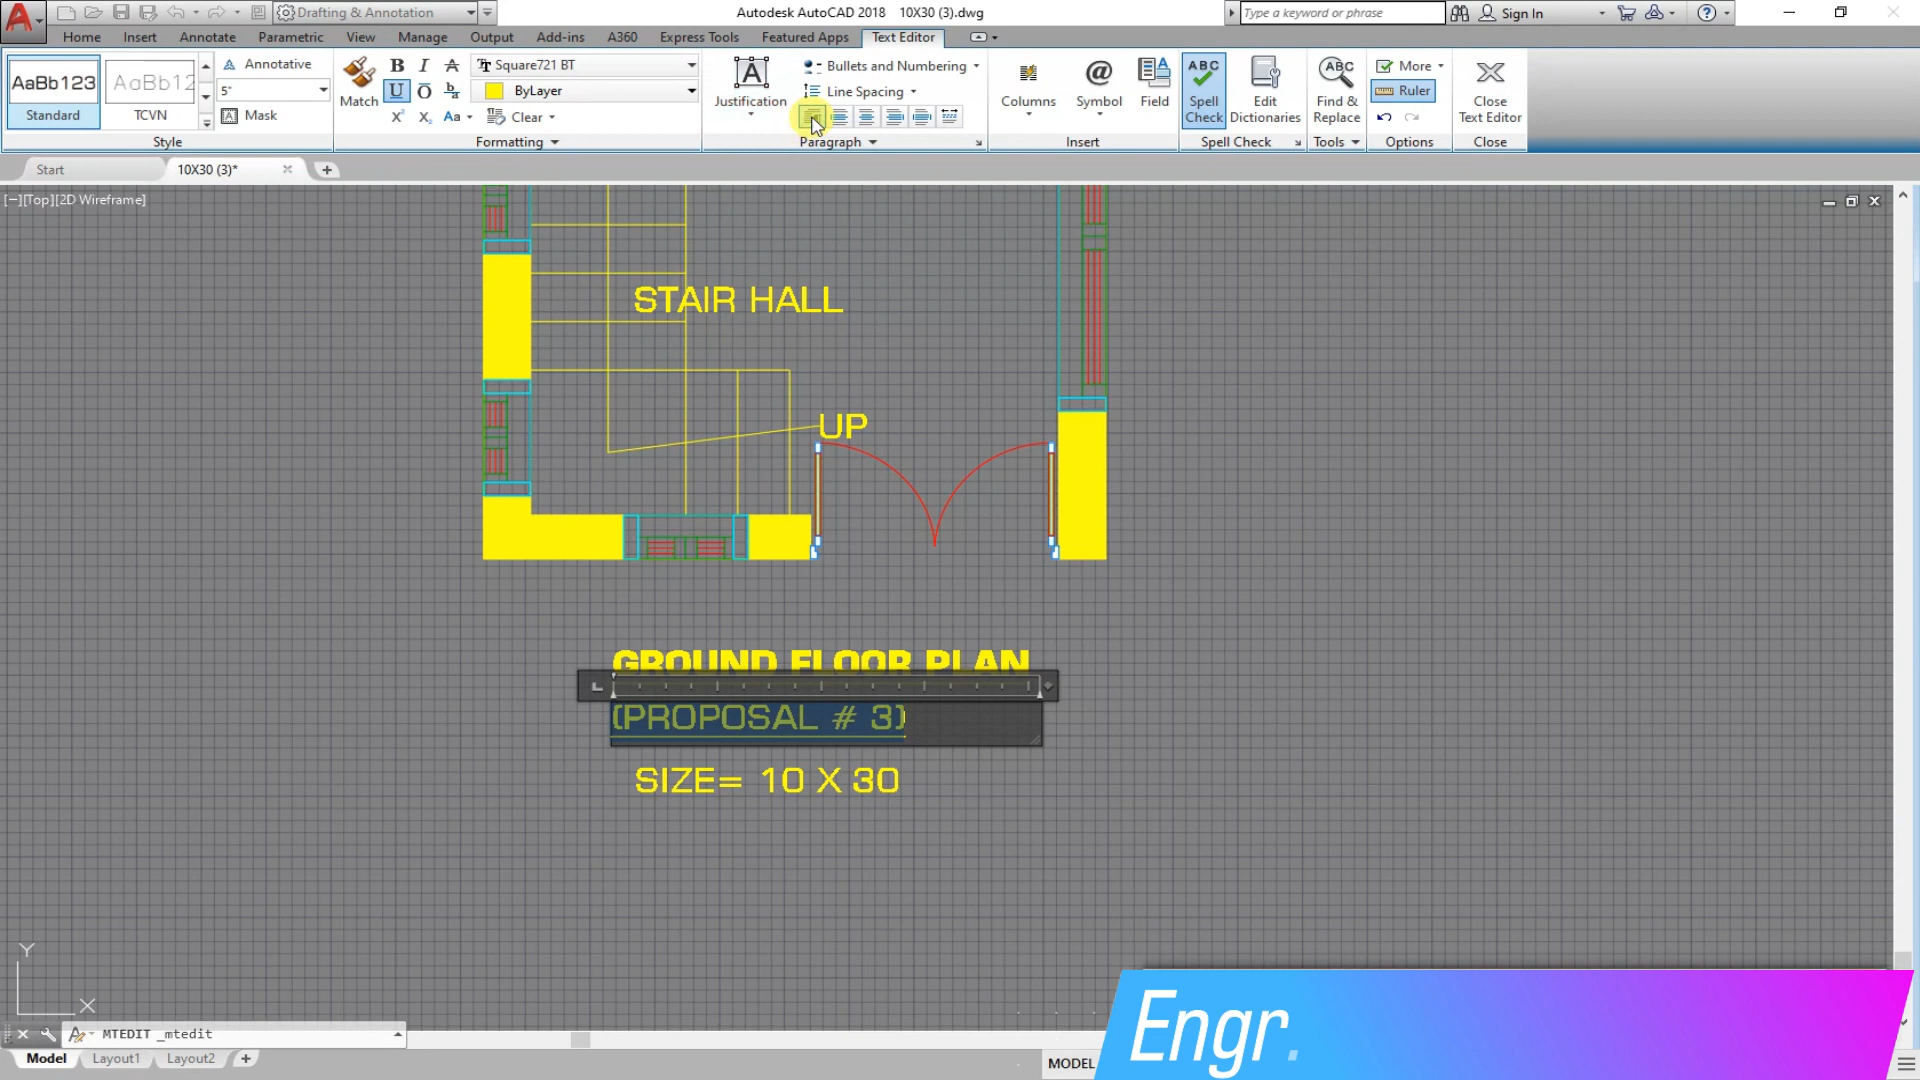 Drafting & Annotation
Autodesk AutoCAD 2018   10X30 (3).dwg
Type a keyword or phrase
Sign In
Home Insert Annotate Parametric View Manage Output Add-ins A360 Express Tools Featured Apps Text Editor
AaBb123
Standard
AaBb12
TCVN
Annotative
5"
Mask
Style
Match
B I A
U O b/a
X² X₂ Aa Clear
Square721 BT
ByLayer
Formatting
A
Justification
Bullets and Numbering
Line Spacing
Paragraph
Columns
@
Symbol
A
Field
Insert
ABC
Spell
Check
Edit
Dictionaries
Spell Check
ABC
Find &
Replace
Tools
More
Ruler
Options
Close
Text Editor
Close
Start
10X30 (3)*
[−][Top][2D Wireframe]
STAIR HALL
UP
GROUND FLOOR PLAN
(PROPOSAL # 3)
SIZE= 10 X 30
Y
X
MTEDIT _mtedit
Model Layout1 Layout2
MODEL
Engr.